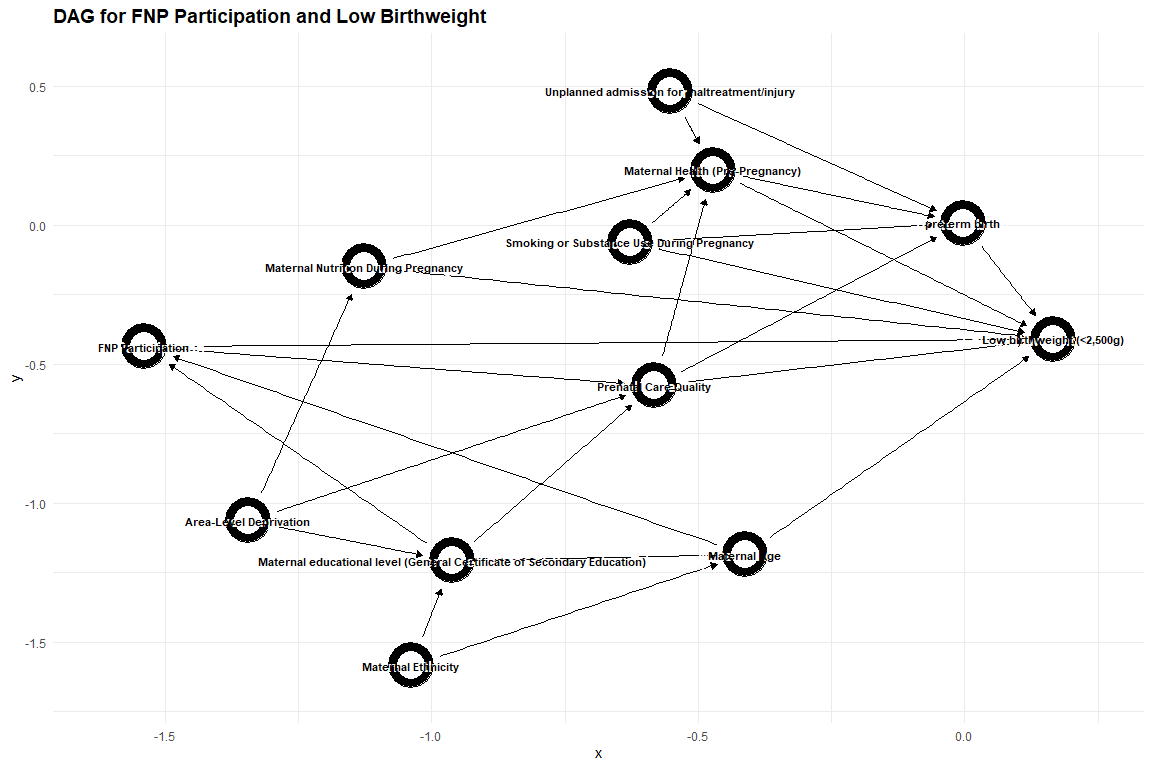 DAG for FNP Participation and Low Birthweight
0.5
Unplanned admission for maltreatment/injury
Maternal Health (Pre-Pregnancy)
0.0
preterm birth
Smoking or Substance Use During Pregnancy
Maternal Nutrition During Pregnancy
Low birthweight (<2,500g)
FNP Participation
-0.5
Prenatal Care Quality
y
-1.0
Area-Level Deprivation
Maternal Age
Maternal educational level (General Certificate of Secondary Education)
-1.5
Maternal Ethnicity
-1.5
-1.0
-0.5
0.0
x